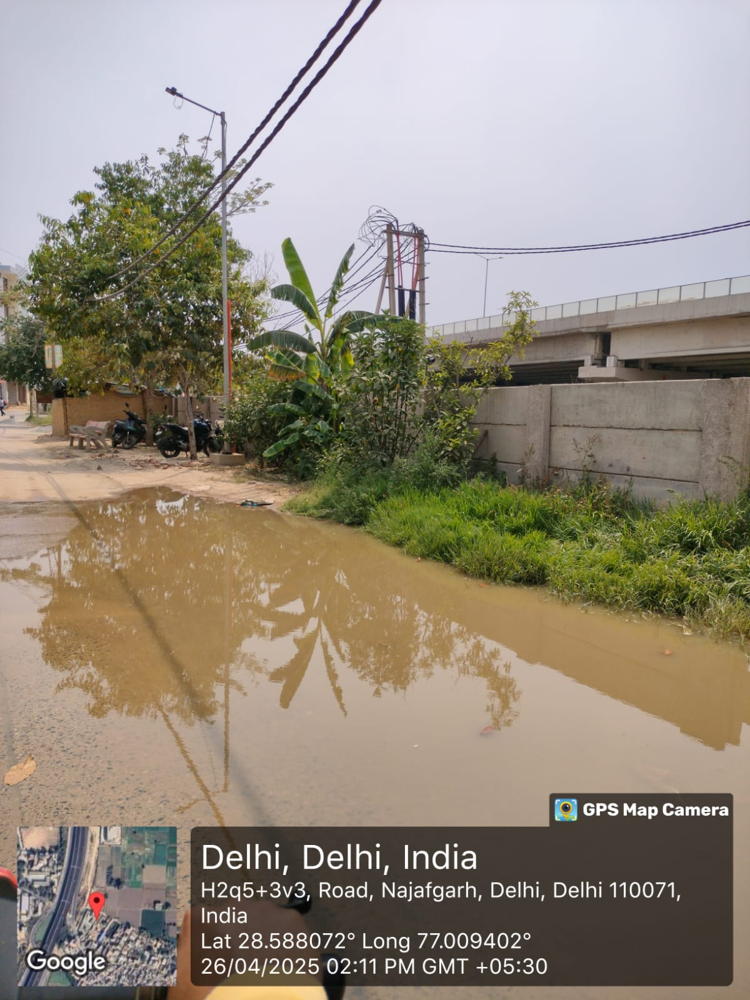 GPS Map Camera
Delhi, Delhi, India
H2q5+3v3, Road, Najafgarh, Delhi, Delhi 110071,
India
Lat 28.588072° Long 77.009402°
26/04/2025 02:11 PM GMT +05:30
Google